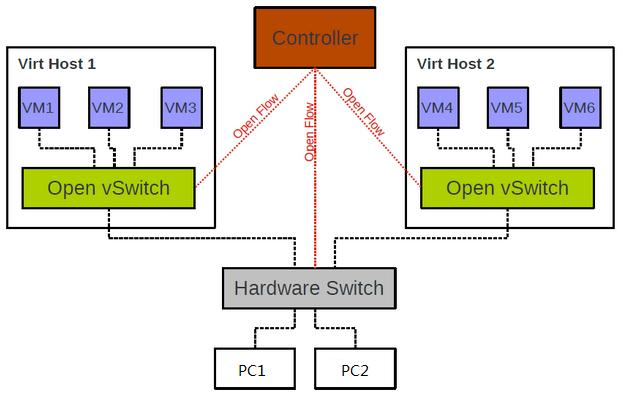 Controller
Virt Host 1
VM1
VM2
VM3
Open vSwitch
Open Flow
Open Flow
Open Flow
Virt Host 2
VM4
VM5
VM6
Open vSwitch
Hardware Switch
PC1
PC2